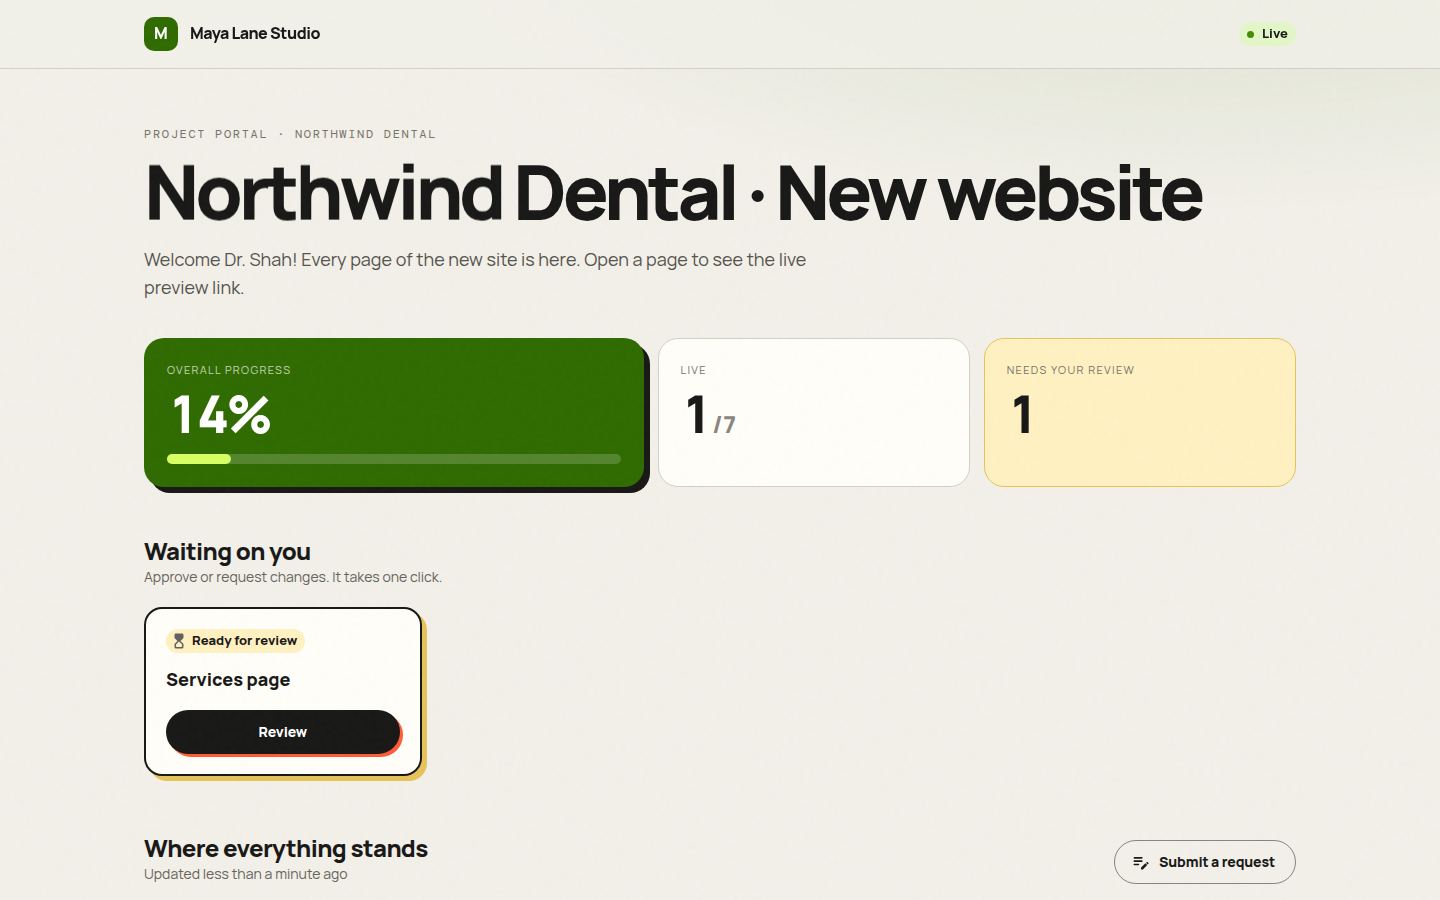 M
Maya Lane Studio
Live
PROJECT PORTAL · NORTHWIND DENTAL
Northwind Dental · New website
Welcome Dr. Shah! Every page of the new site is here. Open a page to see the live
preview link.
OVERALL PROGRESS
14%
LIVE
1/7
NEEDS YOUR REVIEW
1
Waiting on you
Approve or request changes. It takes one click.
Ready for review
Services page
Review
Where everything stands
Updated less than a minute ago
Submit a request